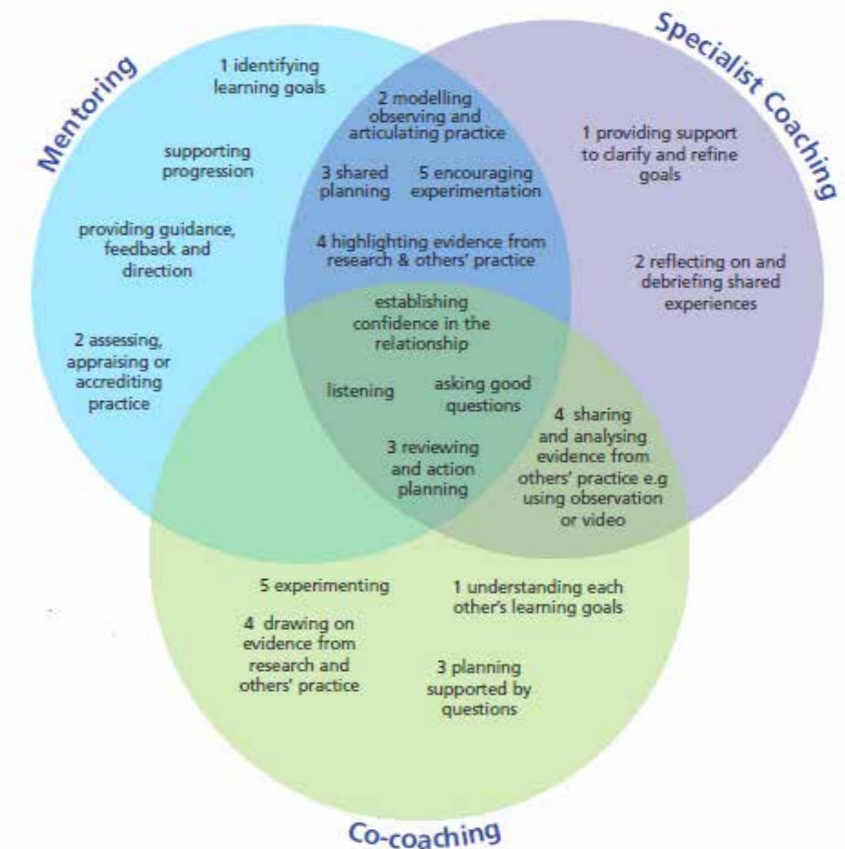 Mentoring
Specialist Coaching
1 identifying
learning goals
supporting
progression
providing guidance,
feedback and
direction
2 assessing,
appraising or
accrediting
practice
2 modelling
observing and
articulating practice
3 shared
planning
5 encouraging
experimentation
4 highlighting evidence from
research & others' practice
1 providing support
to clarify and refine
goals
2 reflecting on and
debriefing shared
experiences
establishing
confidence in the
relationship
listening
asking good
questions
3 reviewing
and action
planning
4 sharing
and analysing
evidence from
others' practice e.g
using observation
or video
5 experimenting
4 drawing on
evidence from
research and
others' practice
1 understanding each
other's learning goals
3 planning
supported by
questions
Co-coaching